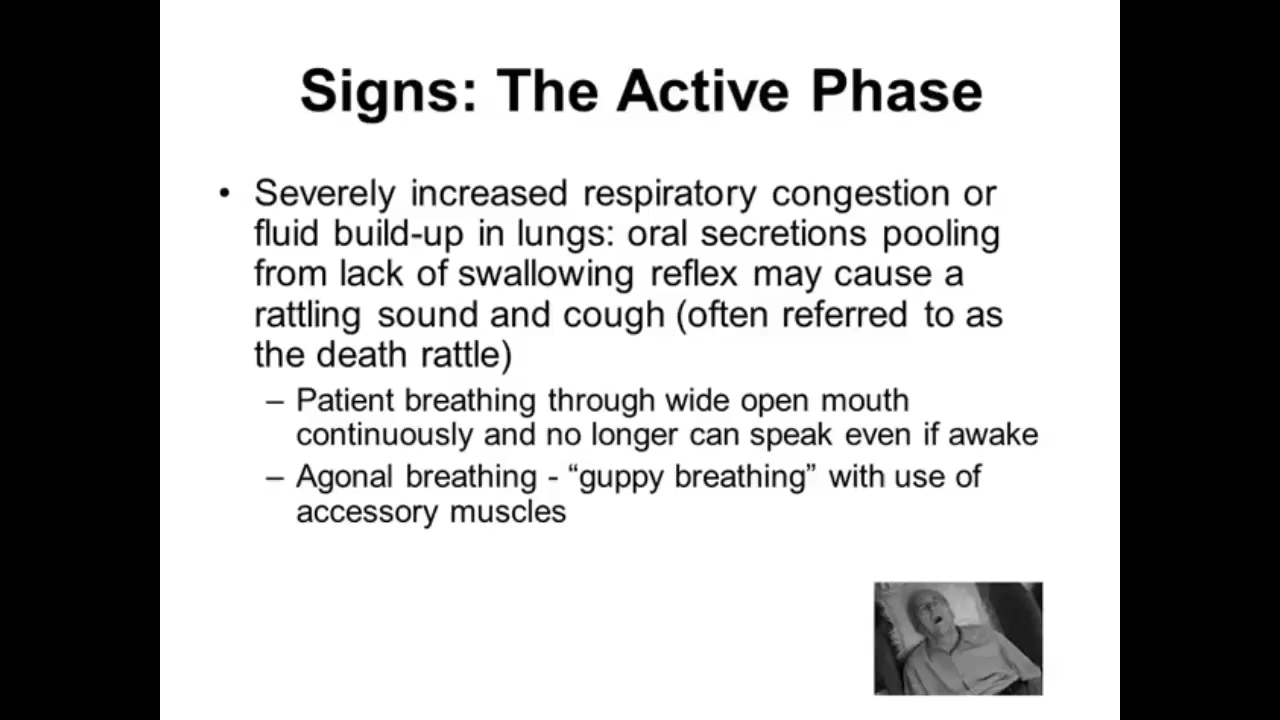 Signs: The Active Phase
• Severely increased respiratory congestion or
fluid build-up in lungs: oral secretions pooling
from lack of swallowing reflex may cause a
rattling sound and cough (often referred to as
the death rattle)
– Patient breathing through wide open mouth
continuously and no longer can speak even if awake
– Agonal breathing - “guppy breathing” with use of
accessory muscles